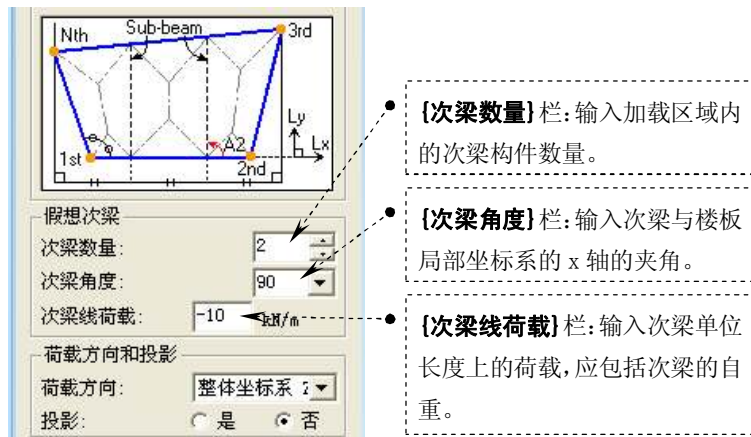 Nth
Sub-beam
3rd
Ly
Lx
A2
1st
2nd
假想次梁
次梁数量:
2
次梁角度:
90
次梁线荷载:
-10
kN/m
荷载方向和投影
荷载方向:
整体坐标系
投影:
是
否
{次梁数量}栏:输入加载区域内
的次梁构件数量。
{次梁角度}栏:输入次梁与楼板
局部坐标系的 x 轴的夹角。
{次梁线荷载}栏:输入次梁单位
长度上的荷载,应包括次梁的自
重。